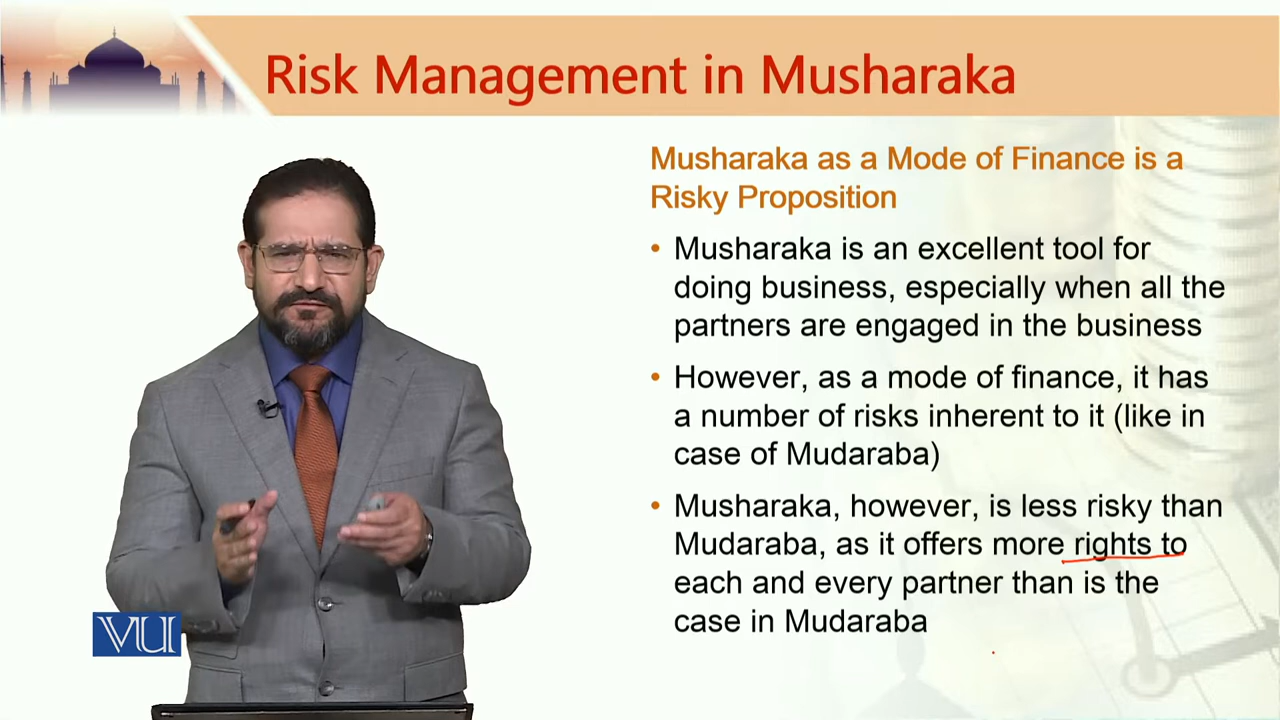 Risk Management in Musharaka
Musharaka as a Mode of Finance is a
Risky Proposition
• Musharaka is an excellent tool for
doing business, especially when all the
partners are engaged in the business
• However, as a mode of finance, it has
a number of risks inherent to it (like in
case of Mudaraba)
• Musharaka, however, is less risky than
Mudaraba, as it offers more rights to
each and every partner than is the
case in Mudaraba
VU